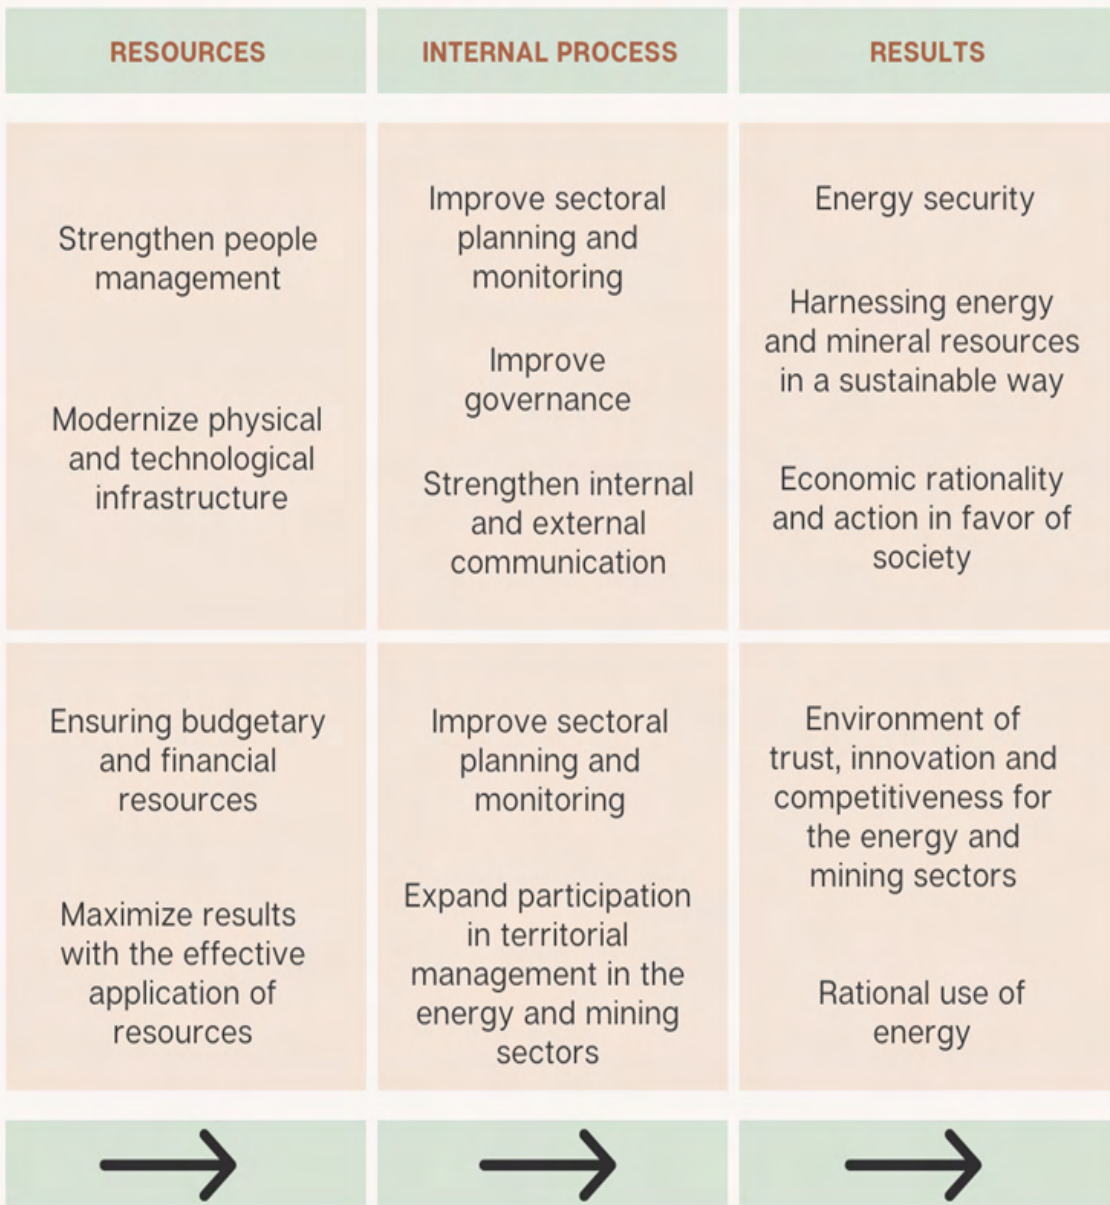 RESOURCES
INTERNAL PROCESS
RESULTS
Strengthen people
management
Modernize physical
and technological
infrastructure
Improve sectoral
planning and
monitoring
Improve
governance
Strengthen internal
and external
communication
Energy security
Harnessing energy
and mineral resources
in a sustainable way
Economic rationality
and action in favor of
society
Ensuring budgetary
and financial
resources
Maximize results
with the effective
application of
resources
Improve sectoral
planning and
monitoring
Expand participation
in territorial
management in the
energy and mining
sectors
Environment of
trust, innovation and
competitiveness for
the energy and
mining sectors
Rational use of
energy